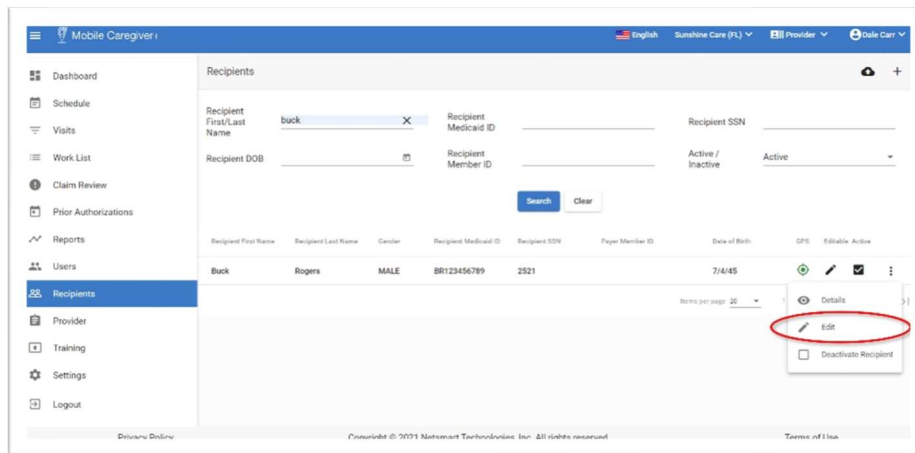 Mobile Caregiver+
English
Sunshine Care (FL)
Provider
Dale Carr
Dashboard
Schedule
Visits
Work List
Claim Review
Prior Authorizations
Reports
Users
Recipients
Provider
Training
Settings
Logout
Recipients
Recipient
First/Last
Name
buck
Recipient
Medicaid ID
Recipient SSN
Recipient DOB
Recipient
Member ID
Active /
Inactive
Active
Search Clear
Recipient First Name Recipient Last Name Gender Recipient Medicaid ID Recipient SSN Payer Member ID Date of Birth GPS Editable Active
Buck Rogers MALE BR123456789 2521 7/4/45
Items per page 20
Details
Edit
Deactivate Recipient
Privacy Policy Copyright © 2021 Netsmart Technologies, Inc. All rights reserved Terms of Use